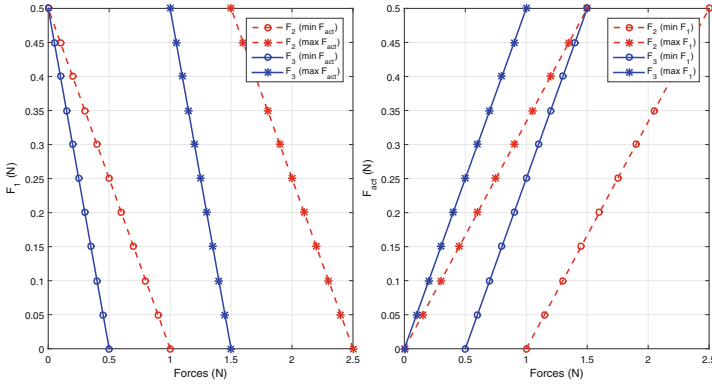 0.5
0.45
0.4
0.35
0.3
0.25
0.2
0.15
0.1
0.05
0
F1 (N)
0 0.5 1 1.5 2 2.5
Forces (N)
F2 (min Fact)
F2 (max Fact)
F3 (min Fact)
F3 (max Fact)
0.5
0.45
0.4
0.35
0.3
0.25
0.2
0.15
0.1
0.05
0
Fact (N)
0 0.5 1 1.5 2 2.5
Forces (N)
F2 (min F1)
F2 (max F1)
F3 (min F1)
F3 (max F1)